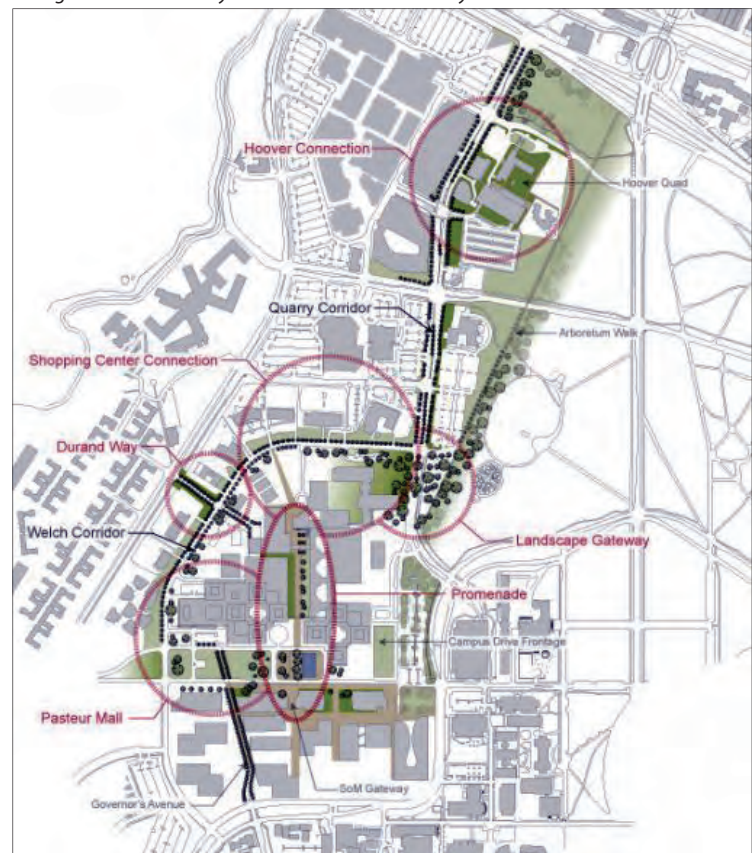 Hoover Connection
Hoover Quad
Quarry Corridor
Arboretum Walk
Shopping Center Connection
Durand Way
Welch Corridor
Landscape Gateway
Promenade
Campus Drive Frontage
Pasteur Mall
SoM Gateway
Governor's Avenue